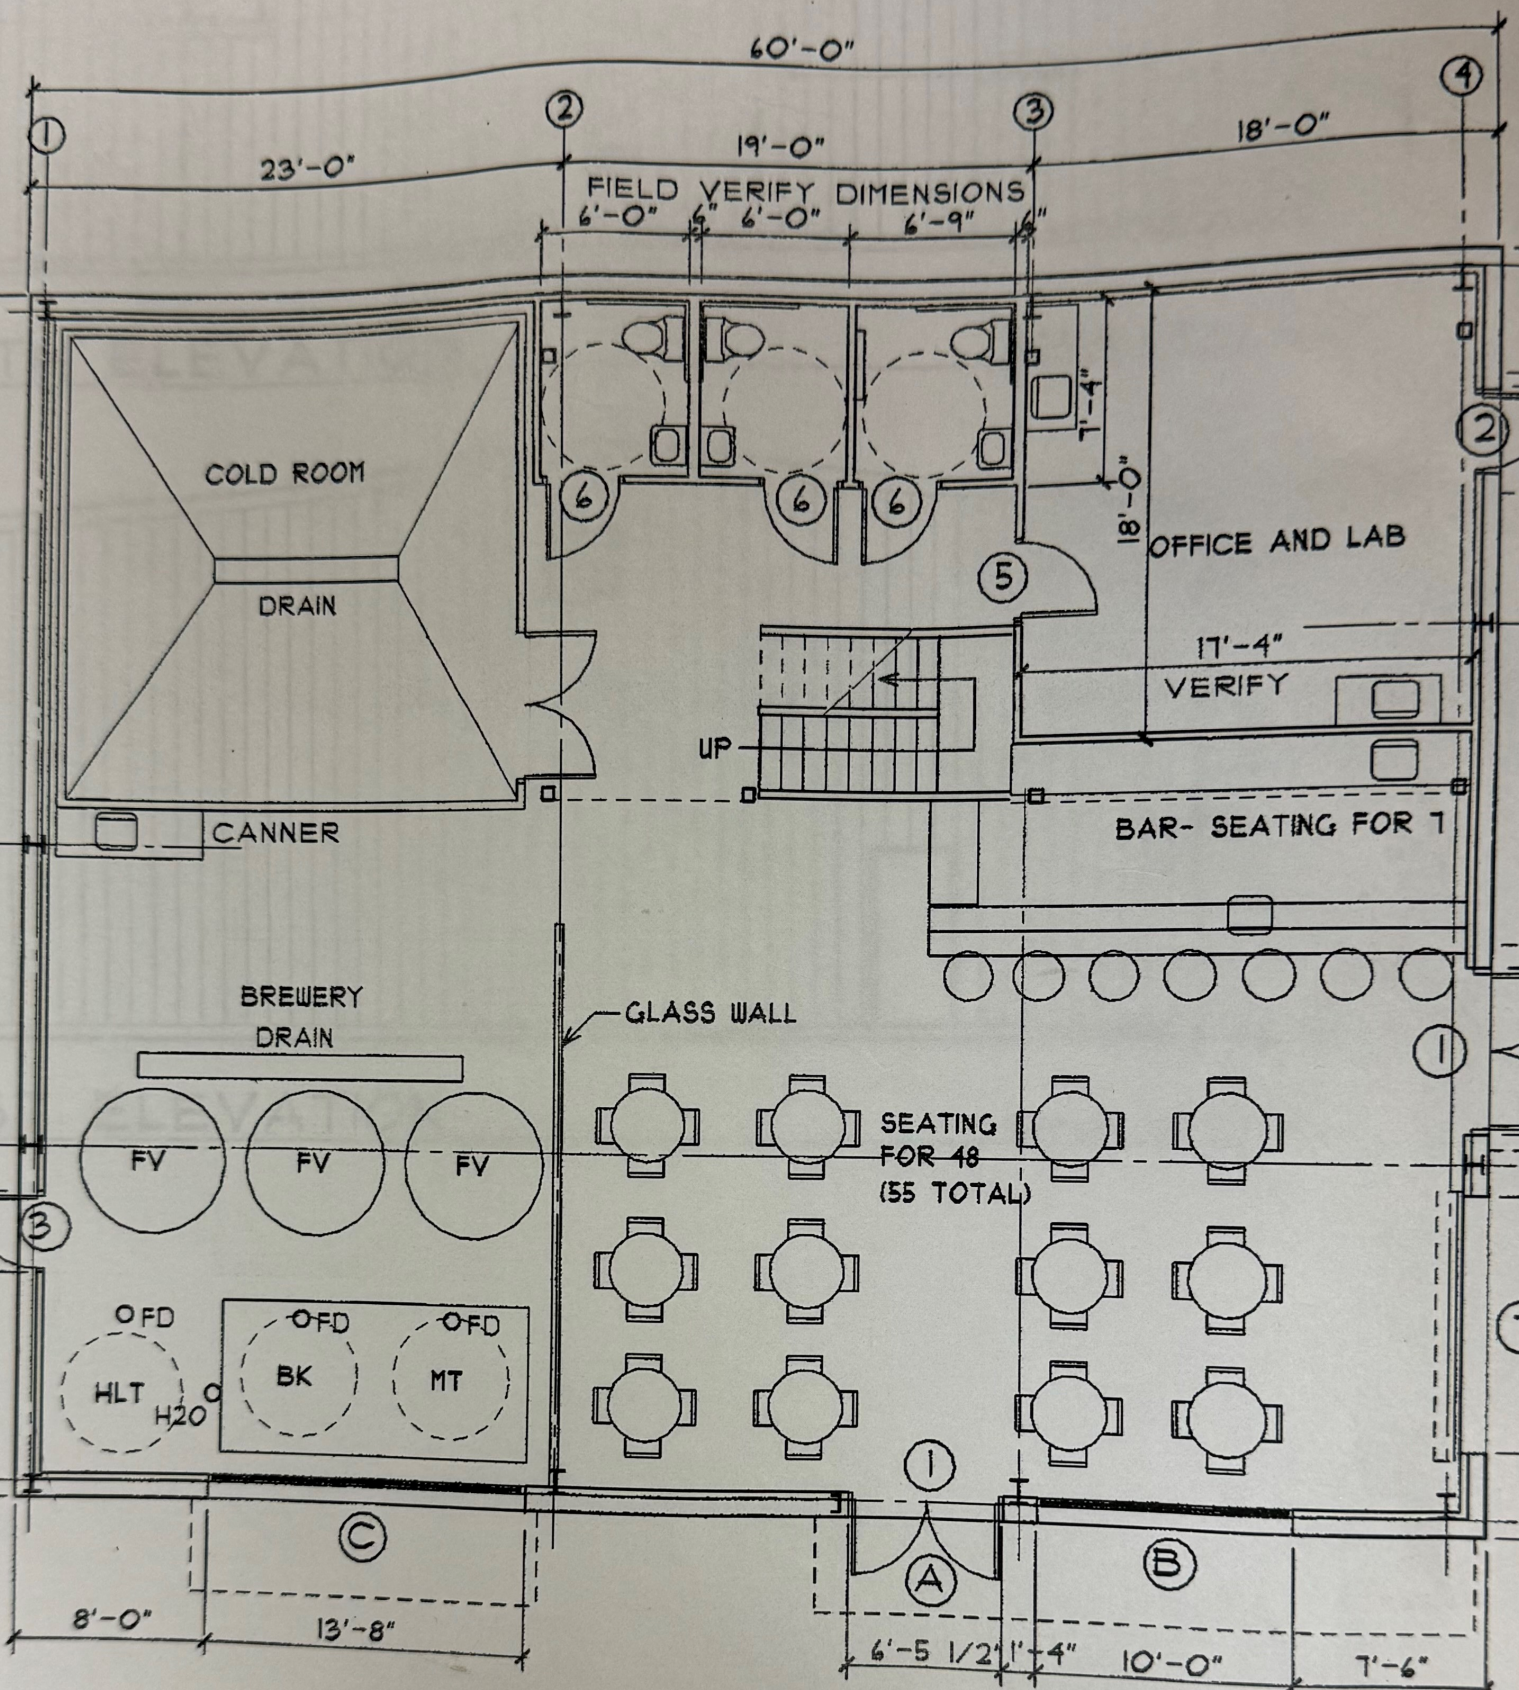 60'-0"
1
2
3
4
23'-0"
19'-0"
18'-0"
FIELD VERIFY DIMENSIONS
6'-0"
6"
6'-0"
6'-9"
6"
7'-4"
2
COLD ROOM
6
6
6
18'-0"
OFFICE AND LAB
5
DRAIN
17'-4"
VERIFY
UP
CANNER
BAR- SEATING FOR 7
BREWERY
DRAIN
GLASS WALL
1
SEATING
FOR 48
(55 TOTAL)
FV
FV
FV
3
FD
FD
FD
HLT
H2O
BK
MT
1
C
A
B
8'-0"
13'-8"
6'-5 1/2"
1'-4"
10'-0"
7'-6"